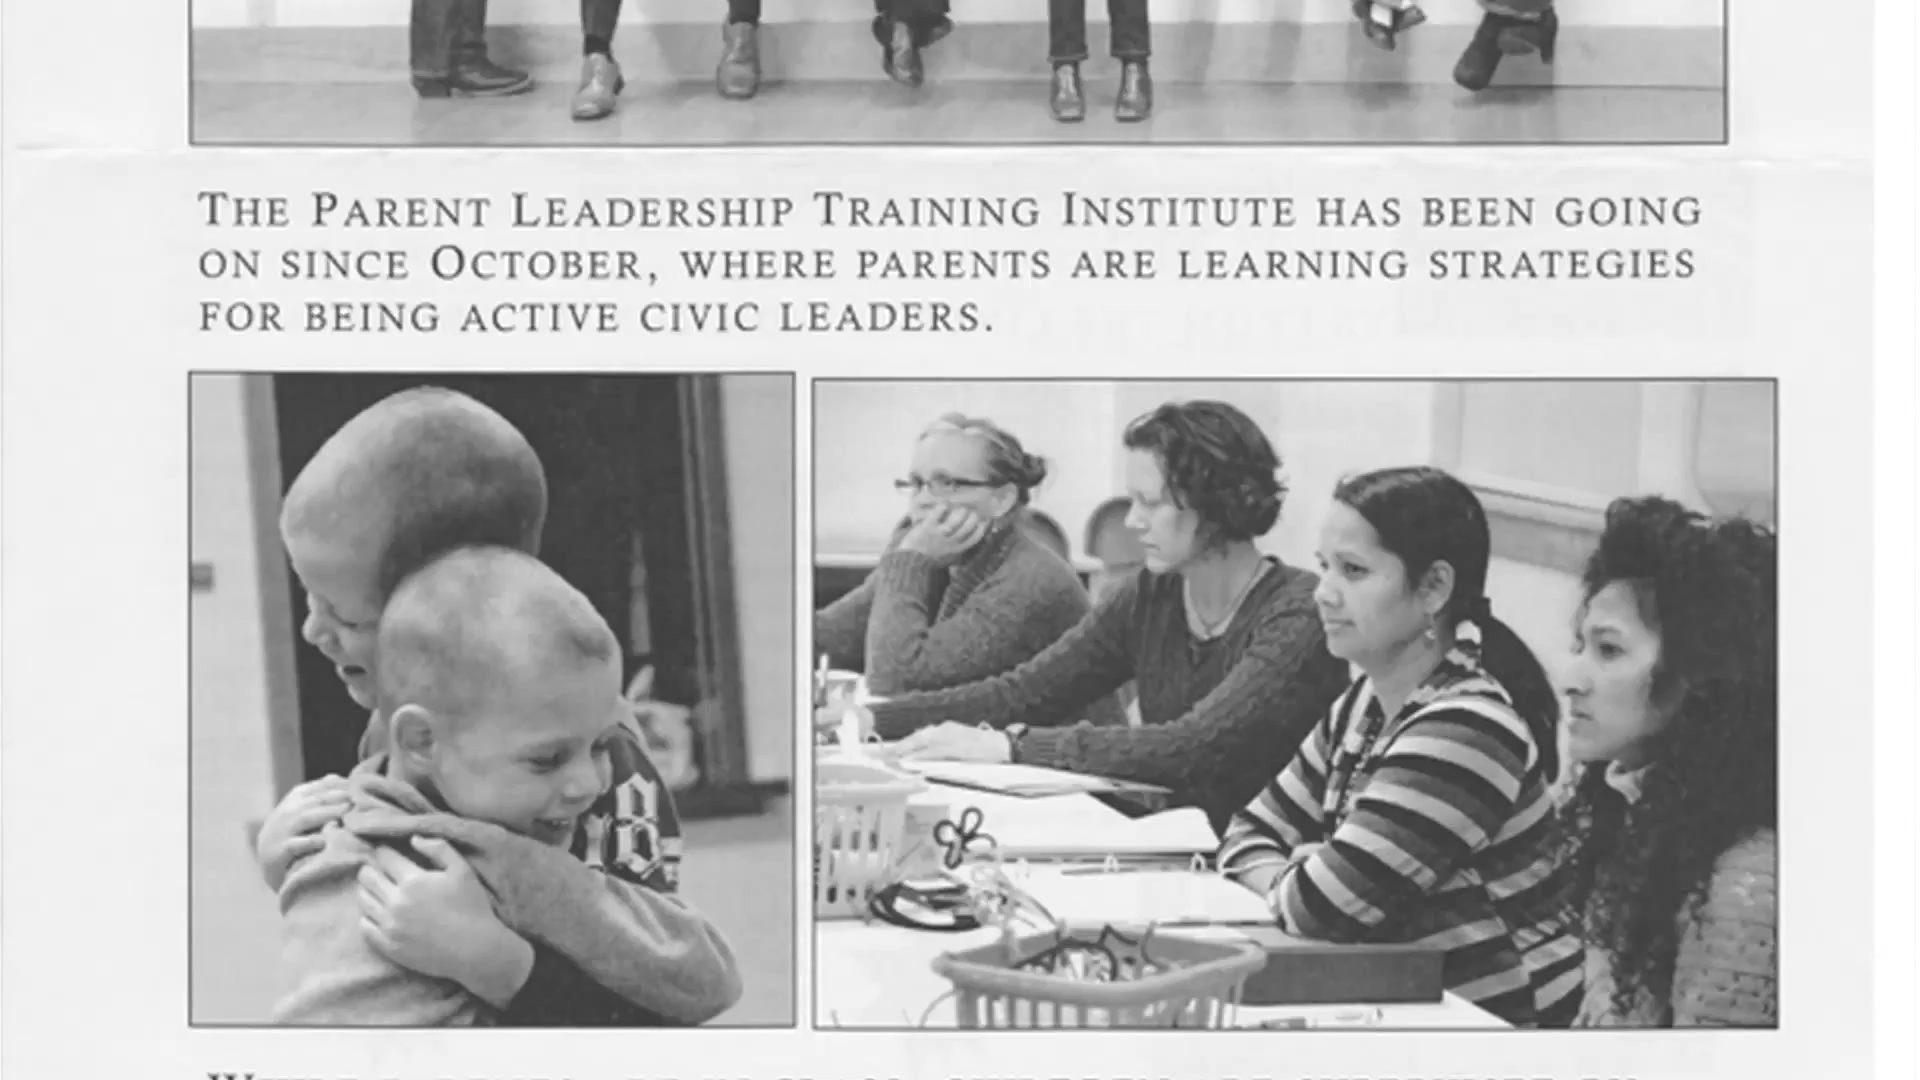 THE PARENT LEADERSHIP TRAINING INSTITUTE HAS BEEN GOING
ON SINCE OCTOBER, WHERE PARENTS ARE LEARNING STRATEGIES
FOR BEING ACTIVE CIVIC LEADERS.
18